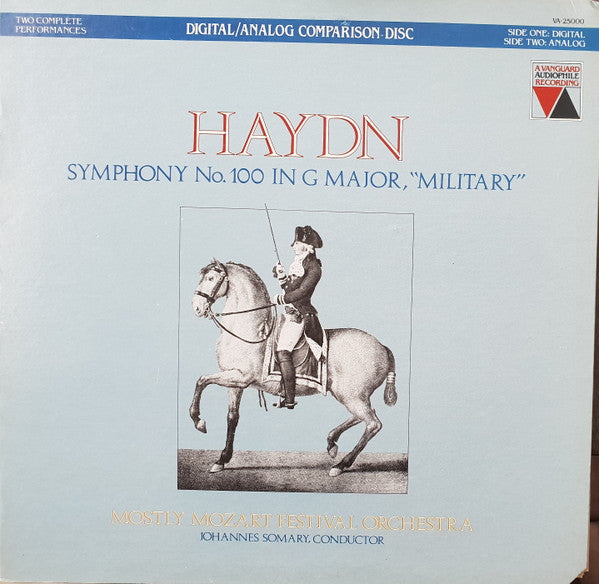 TWO COMPLETE
PERFORMANCES
DIGITAL/ANALOG COMPARISON DISC
VA-25000
SIDE ONE: DIGITAL
SIDE TWO: ANALOG
A VANGUARD
AUDIOPHILE
RECORDING
HAYDN
SYMPHONY No. 100 IN G MAJOR, “MILITARY”
MOSTLY MOZART FESTIVAL ORCHESTRA
JOHANNES SOMARY, CONDUCTOR